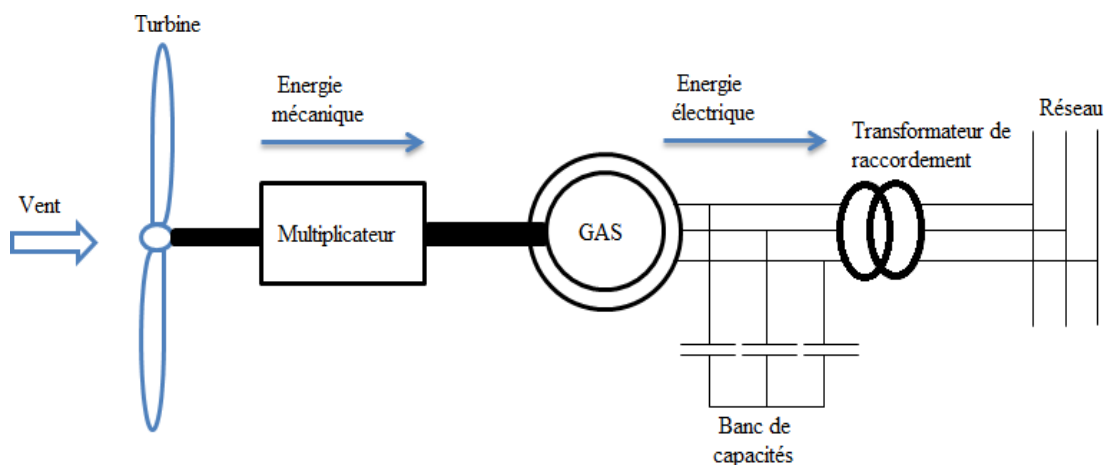 Turbine
Energie
mécanique
Energie
électrique
Réseau
Transformateur de
raccordement
Vent
Multiplicateur
GAS
Banc de
capacités